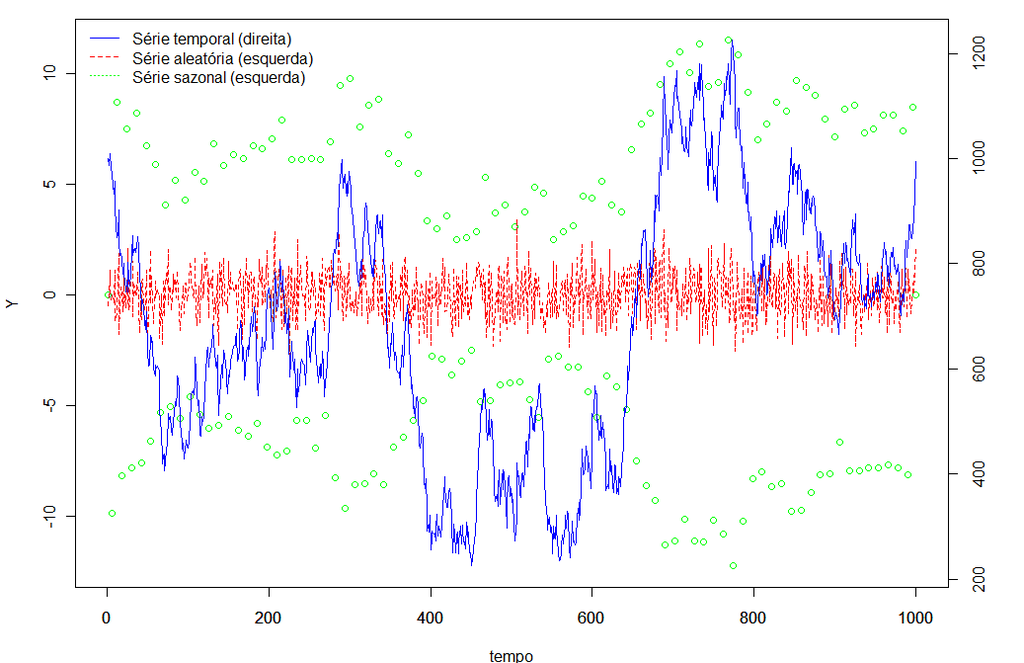 Série temporal (direita)
Série aleatória (esquerda)
Série sazonal (esquerda)
10
5
0
-5
-10
Y
1200
1000
800
600
400
200
0 200 400 600 800 1000
tempo